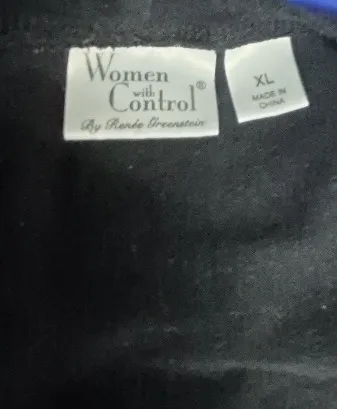 Women
with
Control®
By Renée Greenstein
XL
MADE IN
CHINA